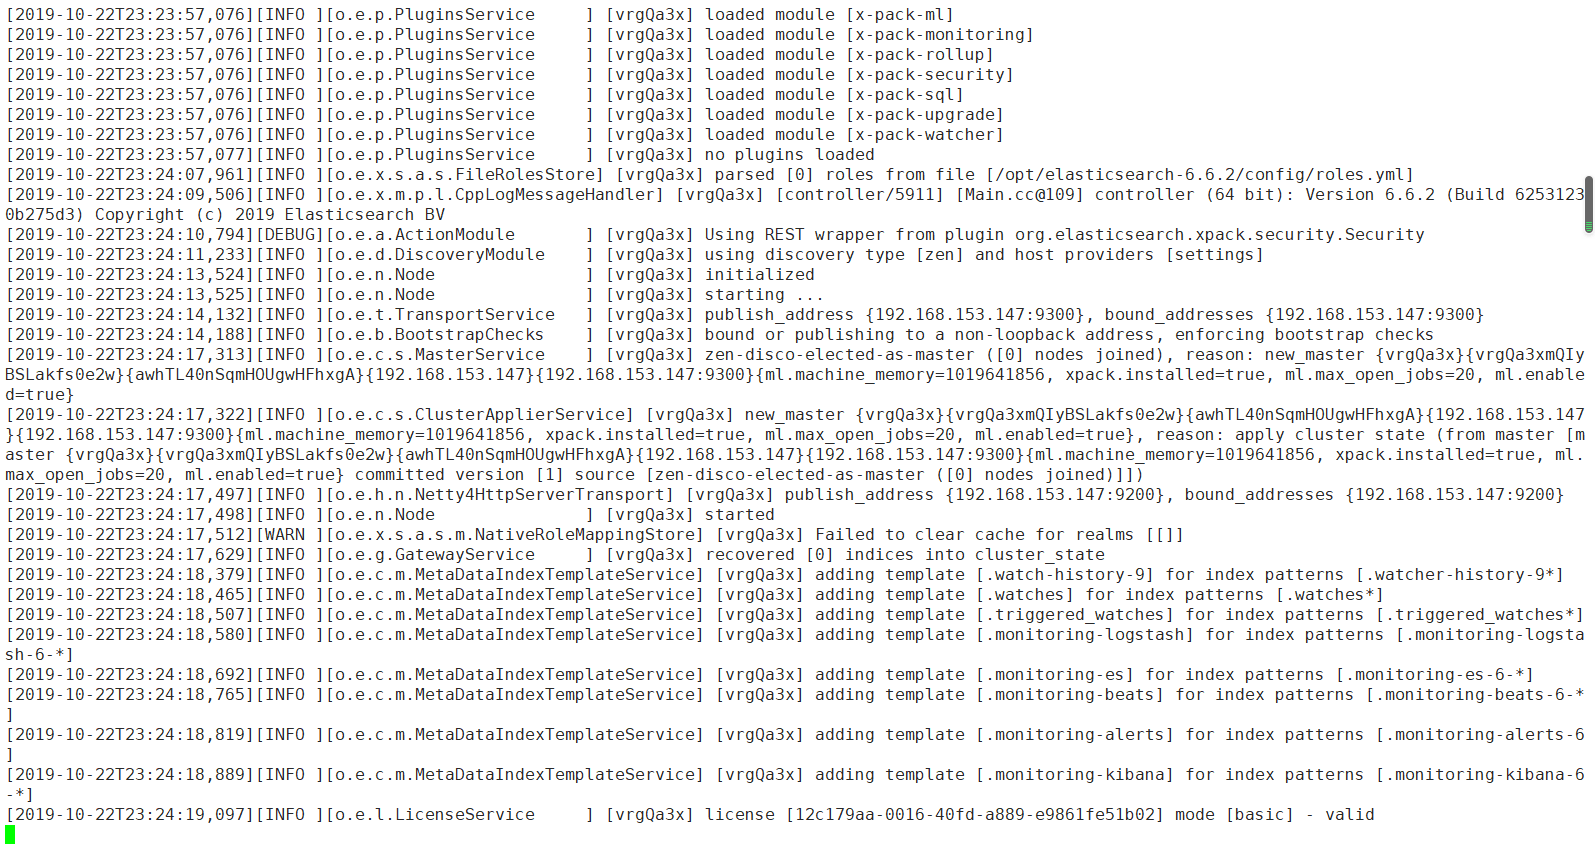 [2019-10-22T23:23:57,076][INFO ][o.e.p.PluginsService     ] [vrgQa3x] loaded module [x-pack-ml]
[2019-10-22T23:23:57,076][INFO ][o.e.p.PluginsService     ] [vrgQa3x] loaded module [x-pack-monitoring]
[2019-10-22T23:23:57,076][INFO ][o.e.p.PluginsService     ] [vrgQa3x] loaded module [x-pack-rollup]
[2019-10-22T23:23:57,076][INFO ][o.e.p.PluginsService     ] [vrgQa3x] loaded module [x-pack-security]
[2019-10-22T23:23:57,076][INFO ][o.e.p.PluginsService     ] [vrgQa3x] loaded module [x-pack-sql]
[2019-10-22T23:23:57,076][INFO ][o.e.p.PluginsService     ] [vrgQa3x] loaded module [x-pack-upgrade]
[2019-10-22T23:23:57,076][INFO ][o.e.p.PluginsService     ] [vrgQa3x] loaded module [x-pack-watcher]
[2019-10-22T23:23:57,077][INFO ][o.e.p.PluginsService     ] [vrgQa3x] no plugins loaded
[2019-10-22T23:24:07,961][INFO ][o.e.x.s.a.s.FileRolesStore] [vrgQa3x] parsed [0] roles from file [/opt/elasticsearch-6.6.2/config/roles.yml]
[2019-10-22T23:24:09,506][INFO ][o.e.x.m.p.l.CppLogMessageHandler] [vrgQa3x] [controller/5911] [Main.cc@109] controller (64 bit): Version 6.6.2 (Build 6253123
0b275d3) Copyright (c) 2019 Elasticsearch BV
[2019-10-22T23:24:10,794][DEBUG][o.e.a.ActionModule       ] [vrgQa3x] Using REST wrapper from plugin org.elasticsearch.xpack.security.Security
[2019-10-22T23:24:11,233][INFO ][o.e.d.DiscoveryModule    ] [vrgQa3x] using discovery type [zen] and host providers [settings]
[2019-10-22T23:24:13,524][INFO ][o.e.n.Node               ] [vrgQa3x] initialized
[2019-10-22T23:24:13,525][INFO ][o.e.n.Node               ] [vrgQa3x] starting ...
[2019-10-22T23:24:14,132][INFO ][o.e.t.TransportService   ] [vrgQa3x] publish_address {192.168.153.147:9300}, bound_addresses {192.168.153.147:9300}
[2019-10-22T23:24:14,188][INFO ][o.e.b.BootstrapChecks    ] [vrgQa3x] bound or publishing to a non-loopback address, enforcing bootstrap checks
[2019-10-22T23:24:17,313][INFO ][o.e.c.s.MasterService    ] [vrgQa3x] zen-disco-elected-as-master ([0] nodes joined), reason: new_master {vrgQa3x}{vrgQa3xmQIy
BSLakfs0e2w}{awhTL40nSqmHOUgwHFhxgA}{192.168.153.147}{192.168.153.147:9300}{ml.machine_memory=1019641856, xpack.installed=true, ml.max_open_jobs=20, ml.enable
d=true}
[2019-10-22T23:24:17,322][INFO ][o.e.c.s.ClusterApplierService] [vrgQa3x] new_master {vrgQa3x}{vrgQa3xmQIyBSLakfs0e2w}{awhTL40nSqmHOUgwHFhxgA}{192.168.153.147
}{192.168.153.147:9300}{ml.machine_memory=1019641856, xpack.installed=true, ml.max_open_jobs=20, ml.enabled=true}, reason: apply cluster state (from master [m
aster {vrgQa3x}{vrgQa3xmQIyBSLakfs0e2w}{awhTL40nSqmHOUgwHFhxgA}{192.168.153.147}{192.168.153.147:9300}{ml.machine_memory=1019641856, xpack.installed=true, ml.
max_open_jobs=20, ml.enabled=true} committed version [1] source [zen-disco-elected-as-master ([0] nodes joined)]])
[2019-10-22T23:24:17,497][INFO ][o.e.h.n.Netty4HttpServerTransport] [vrgQa3x] publish_address {192.168.153.147:9200}, bound_addresses {192.168.153.147:9200}
[2019-10-22T23:24:17,498][INFO ][o.e.n.Node               ] [vrgQa3x] started
[2019-10-22T23:24:17,512][WARN ][o.e.x.s.a.s.m.NativeRoleMappingStore] [vrgQa3x] Failed to clear cache for realms [[]]
[2019-10-22T23:24:17,629][INFO ][o.e.g.GatewayService     ] [vrgQa3x] recovered [0] indices into cluster_state
[2019-10-22T23:24:18,379][INFO ][o.e.c.m.MetaDataIndexTemplateService] [vrgQa3x] adding template [.watch-history-9] for index patterns [.watcher-history-9*]
[2019-10-22T23:24:18,465][INFO ][o.e.c.m.MetaDataIndexTemplateService] [vrgQa3x] adding template [.watches] for index patterns [.watches*]
[2019-10-22T23:24:18,507][INFO ][o.e.c.m.MetaDataIndexTemplateService] [vrgQa3x] adding template [.triggered_watches] for index patterns [.triggered_watches*]
[2019-10-22T23:24:18,580][INFO ][o.e.c.m.MetaDataIndexTemplateService] [vrgQa3x] adding template [.monitoring-logstash] for index patterns [.monitoring-logsta
sh-6-*]
[2019-10-22T23:24:18,692][INFO ][o.e.c.m.MetaDataIndexTemplateService] [vrgQa3x] adding template [.monitoring-es] for index patterns [.monitoring-es-6-*]
[2019-10-22T23:24:18,765][INFO ][o.e.c.m.MetaDataIndexTemplateService] [vrgQa3x] adding template [.monitoring-beats] for index patterns [.monitoring-beats-6-*
]
[2019-10-22T23:24:18,819][INFO ][o.e.c.m.MetaDataIndexTemplateService] [vrgQa3x] adding template [.monitoring-alerts] for index patterns [.monitoring-alerts-6
]
[2019-10-22T23:24:18,889][INFO ][o.e.c.m.MetaDataIndexTemplateService] [vrgQa3x] adding template [.monitoring-kibana] for index patterns [.monitoring-kibana-6
-*]
[2019-10-22T23:24:19,097][INFO ][o.e.l.LicenseService     ] [vrgQa3x] license [12c179aa-0016-40fd-a889-e9861fe51b02] mode [basic] - valid